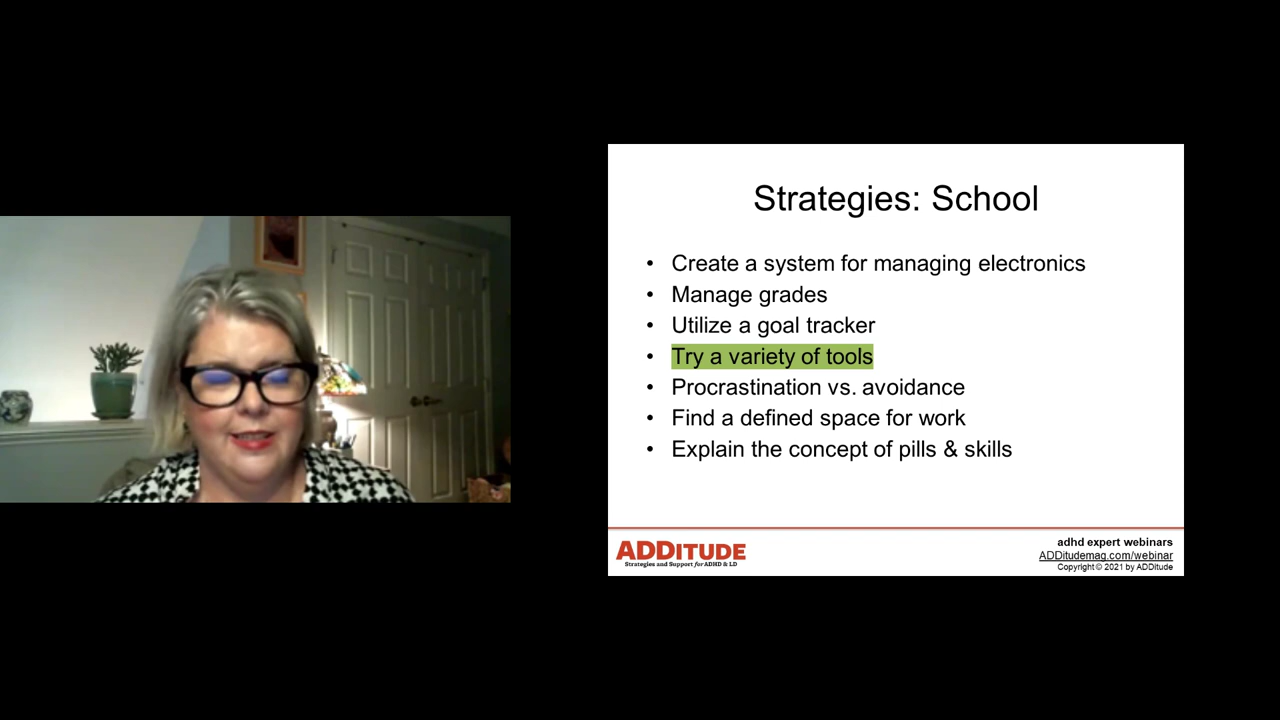 Strategies: School
• Create a system for managing electronics
• Manage grades
• Utilize a goal tracker
• Try a variety of tools
• Procrastination vs. avoidance
• Find a defined space for work
• Explain the concept of pills & skills
ADDITUDE
Strategies and Support for ADHD & LD
adhd expert webinars
ADDitudemag.com/webinar
Copyright © 2021 by ADDitude